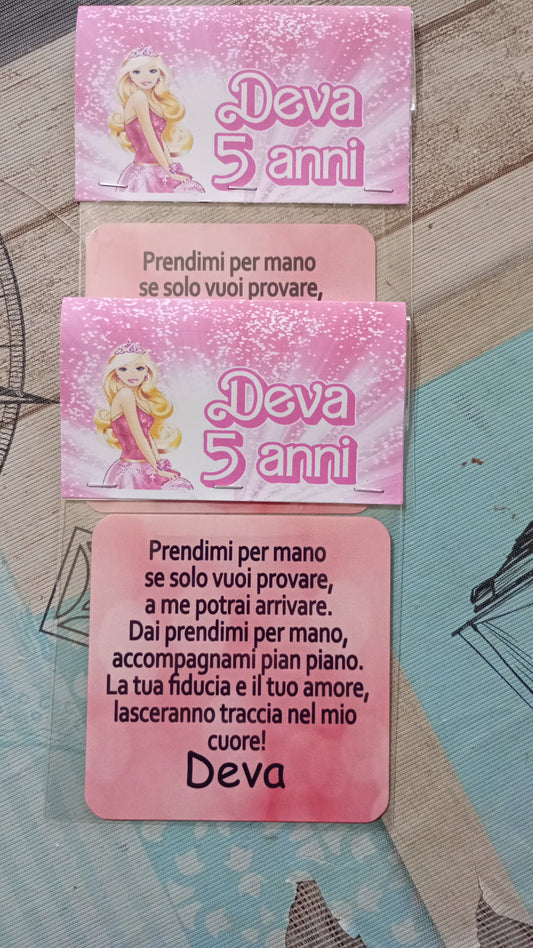 Deva
5 anni
Prendimi per mano
se solo vuoi provare,
Deva
5 anni
Prendimi per mano
se solo vuoi provare,
a me potrai arrivare.
Dai prendimi per mano,
accompagnami pian piano.
La tua fiducia e il tuo amore,
lasceranno traccia nel mio
cuore!
Deva